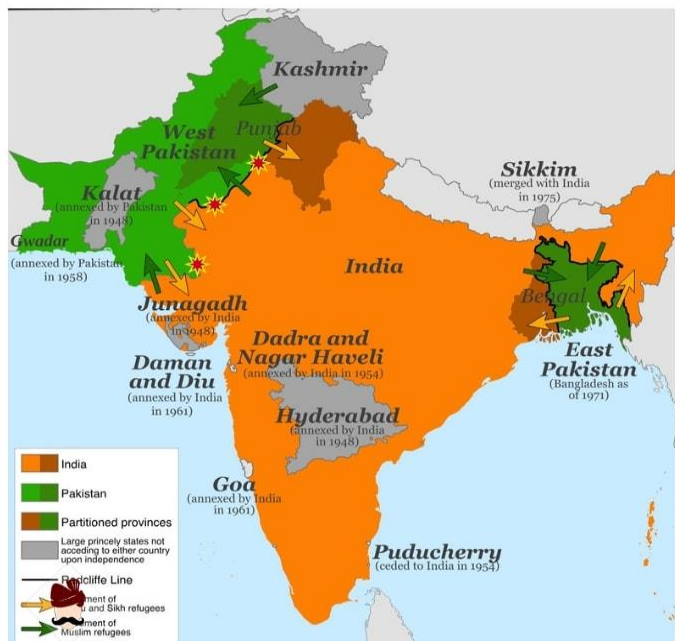 Kashmir
Punjab
West
Pakistan
Sikkim
(merged with India
in 1975)
Kalat
(annexed by Pakistan
in 1948)
Gwadar
(annexed by Pakistan
in 1958)
India
Bengal
Junagadh
(annexed by India
in 1948)
Dadra and
Nagar Haveli
(annexed by India in 1954)
Daman
and Diu
(annexed by India
in 1961)
East
Pakistan
(Bangladesh as
of 1971)
Hyderabad
(annexed by India
in 1948)
Goa
(annexed by India
in 1961)
Puducherry
(ceded to India in 1954)
India
Pakistan
Partitioned provinces
Large princely states not
acceding to either country
upon independence
Line
of
and Sikh refugees
of
Muslim refugees